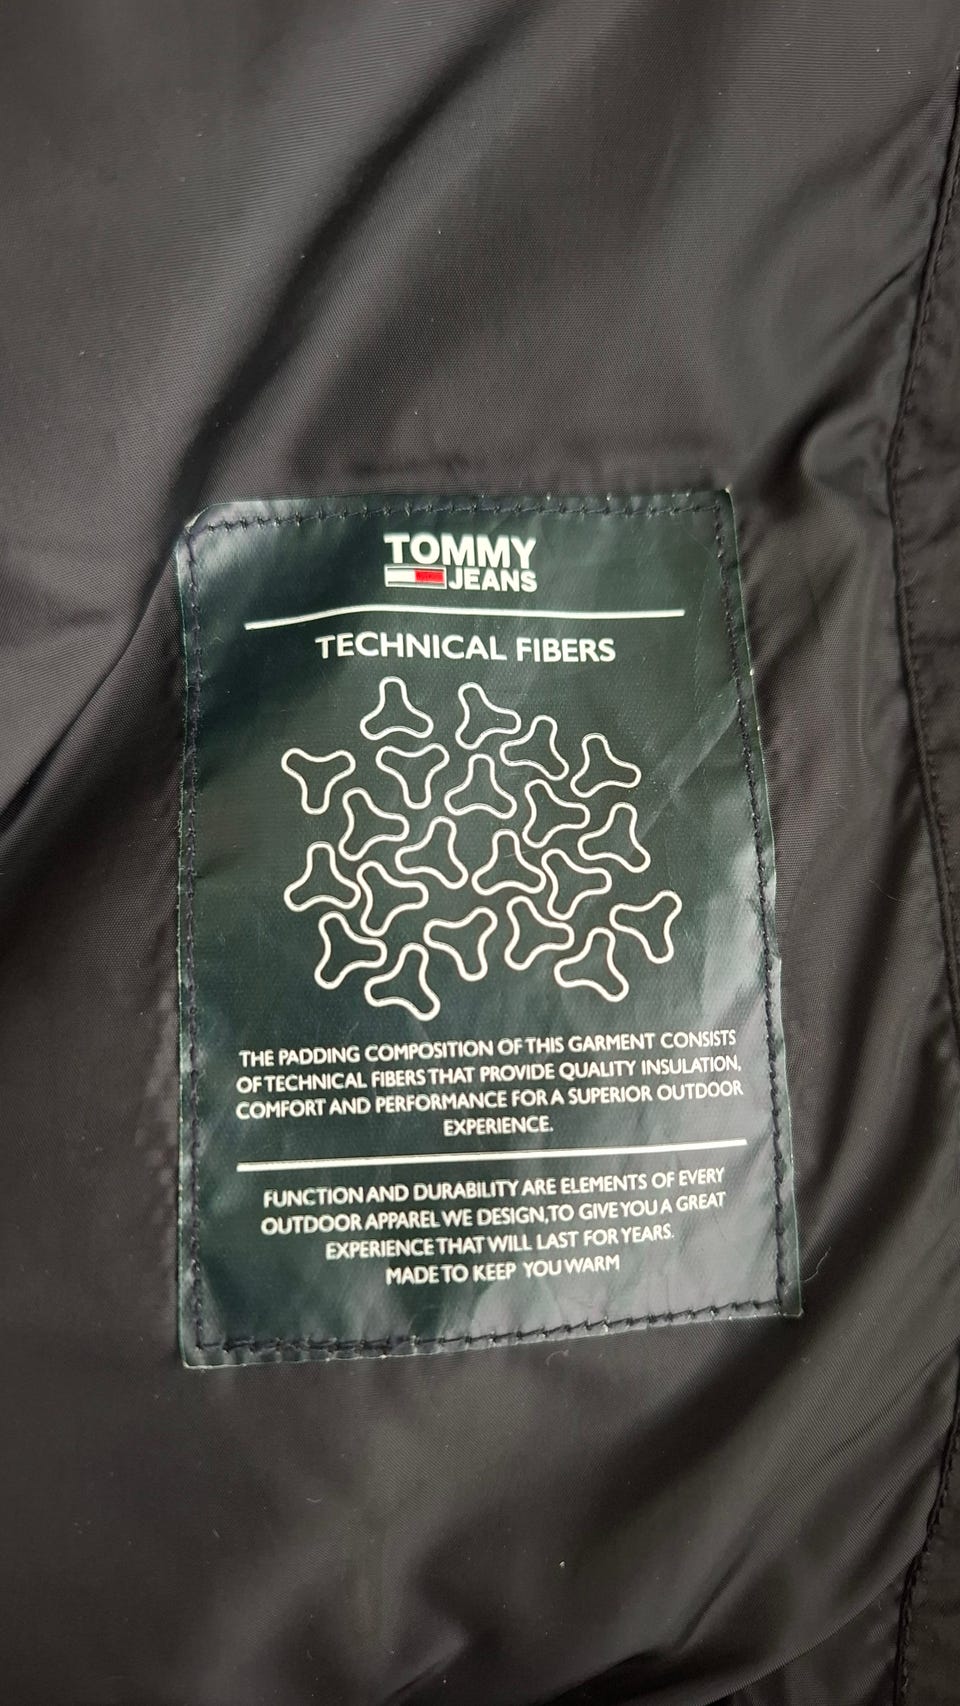 TOMMY
JEANS
TECHNICAL FIBERS
THE PADDING COMPOSITION OF THIS GARMENT CONSISTS
OF TECHNICAL FIBERS THAT PROVIDE QUALITY INSULATION,
COMFORT AND PERFORMANCE FOR A SUPERIOR OUTDOOR
EXPERIENCE.
FUNCTION AND DURABILITY ARE ELEMENTS OF EVERY
OUTDOOR APPAREL WE DESIGN,TO GIVE YOU A GREAT
EXPERIENCE THAT WILL LAST FOR YEARS.
MADE TO KEEP YOU WARM